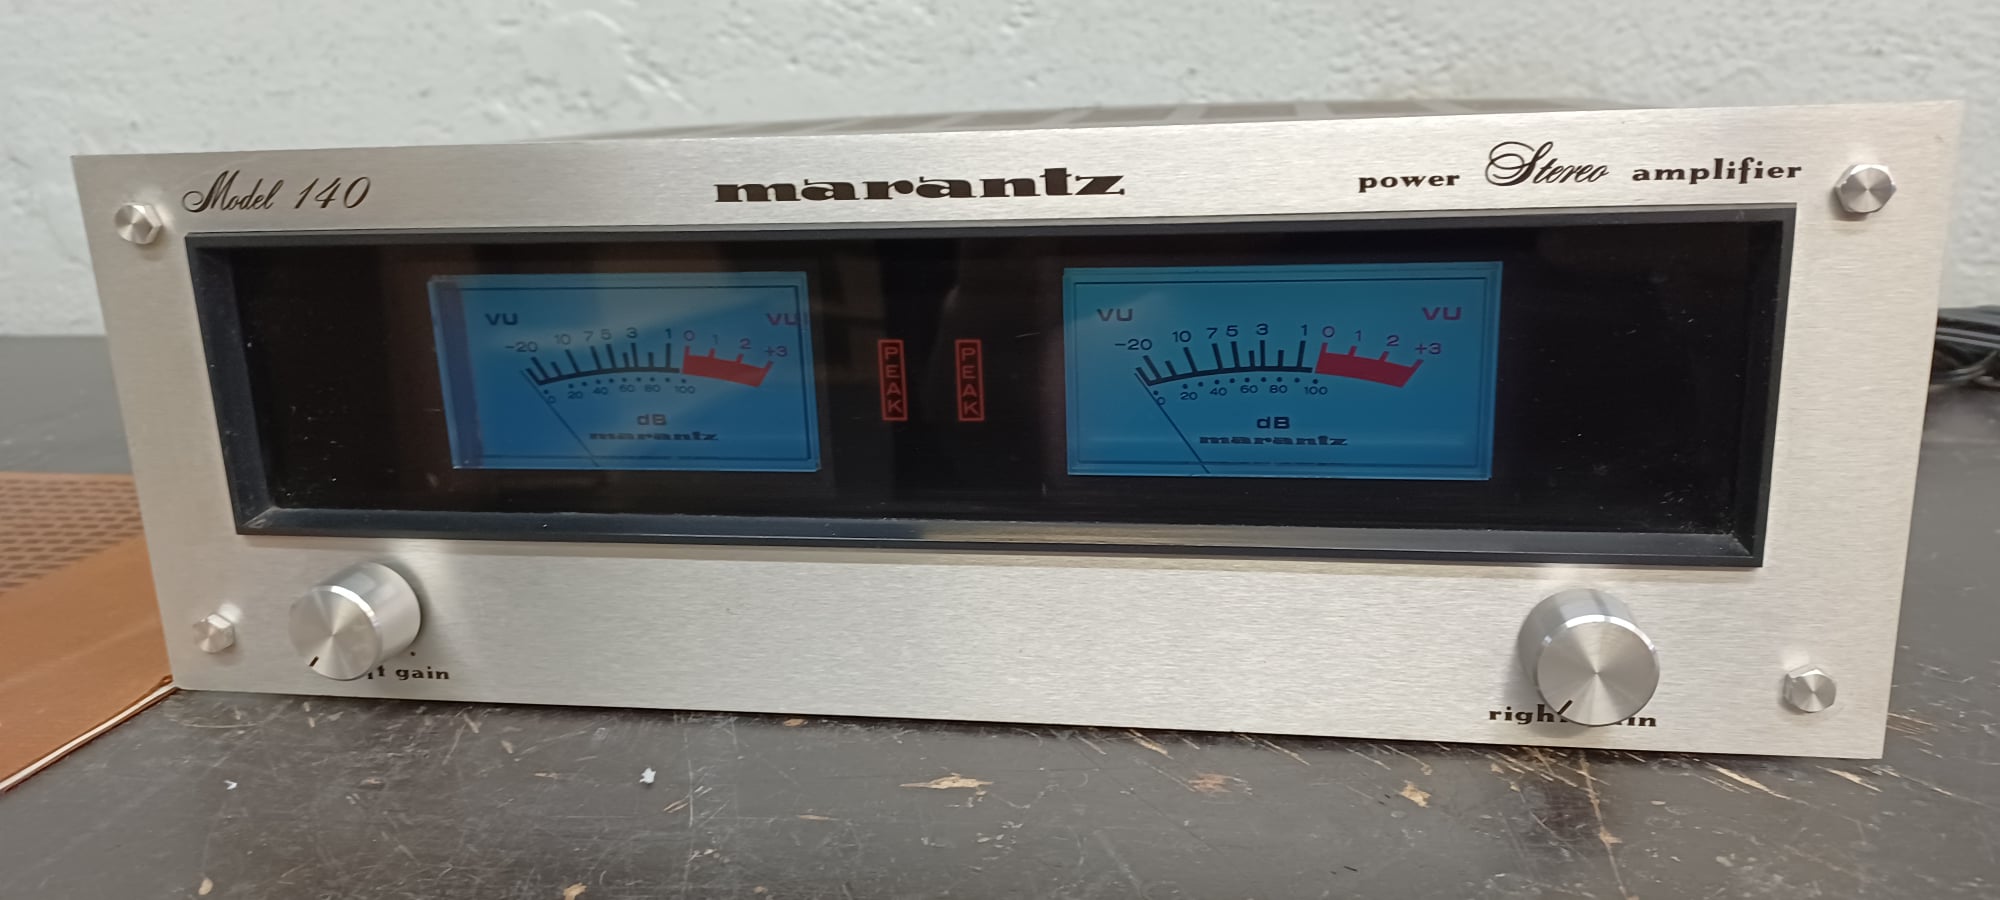 Model 140
marantz
power Stereo amplifier
VU VU
-20 10 7 5 3 1 0 1 2 +3
0 20 40 60 80 100
dB
marantz
PEAK
PEAK
VU VU
-20 10 7 5 3 1 0 1 2 +3
0 20 40 60 80 100
dB
marantz
gain